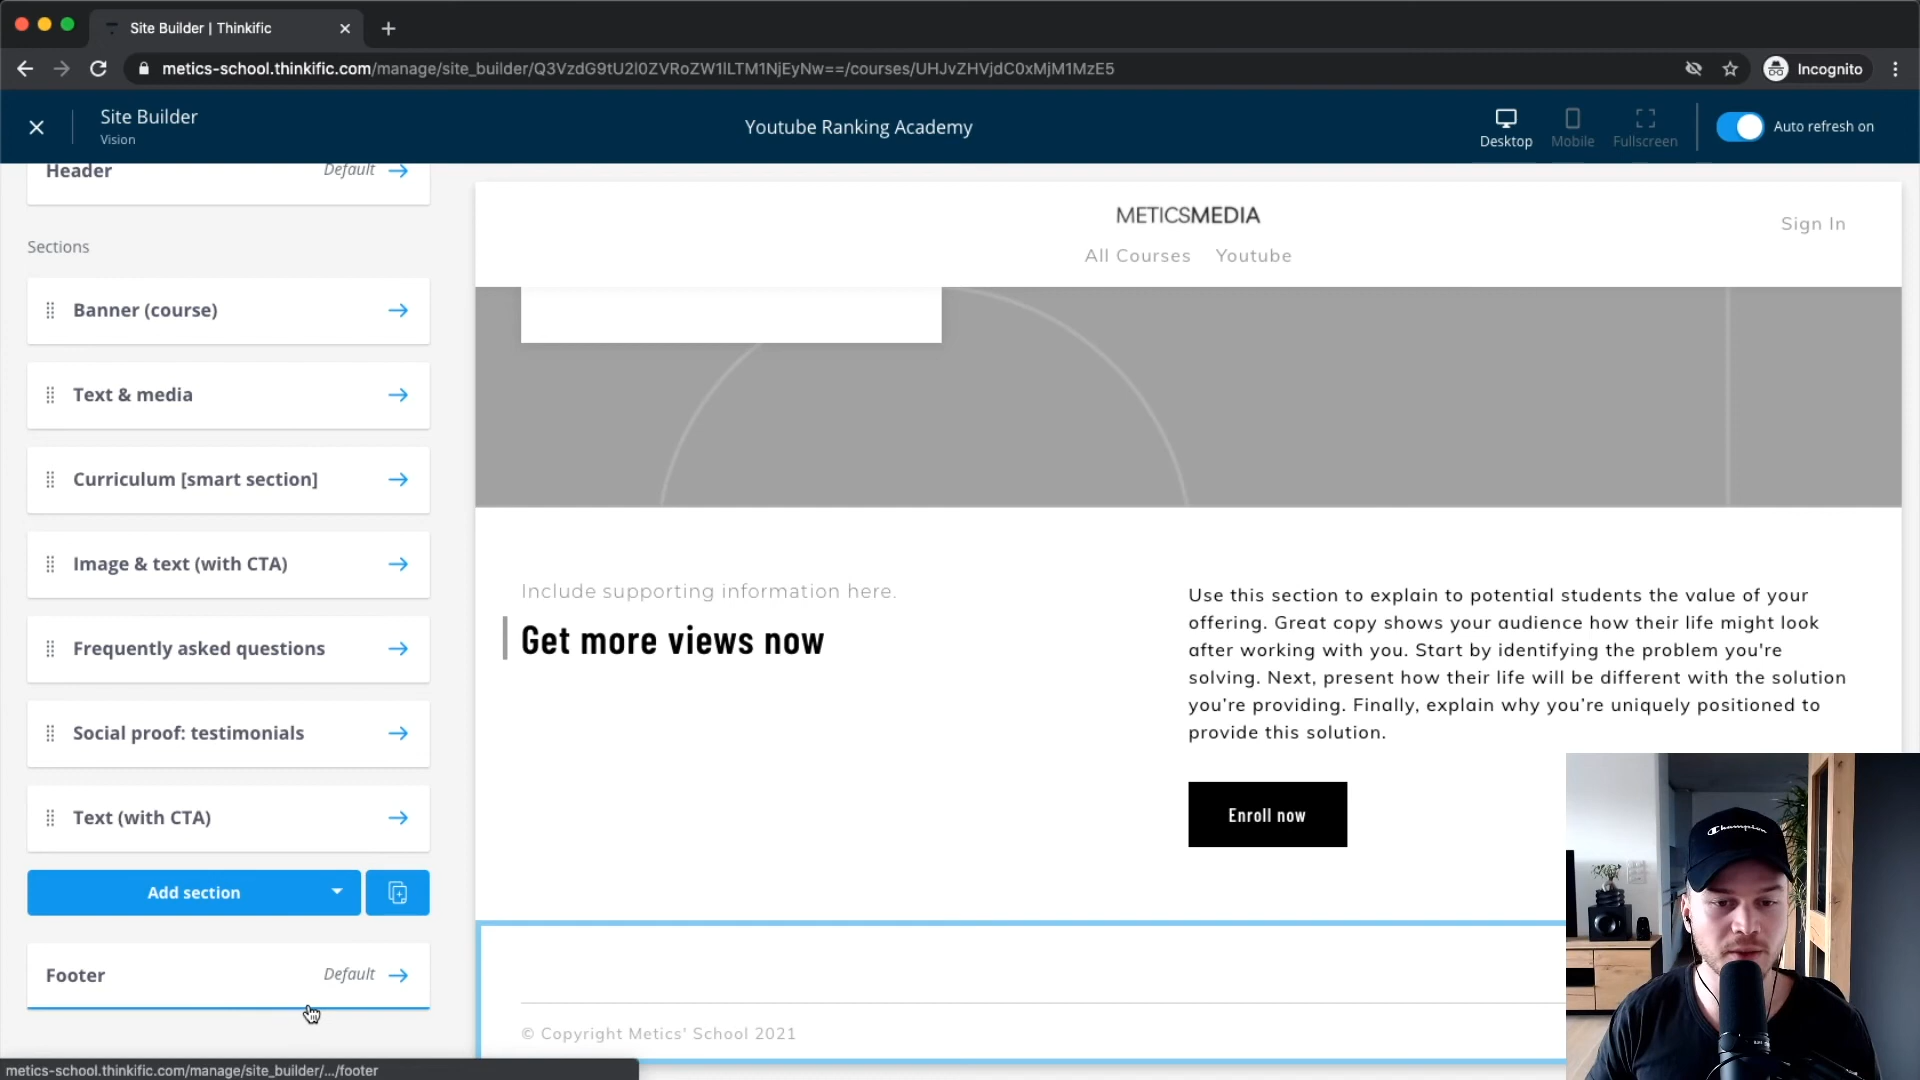 Site Builder | Thinkific
metics-school.thinkific.com/manage/site_builder/Q3VzdG9tU2l0ZVRoZW1lLTM1NjEyNw==/courses/UHJvZHVjdC0xMjM1MzE5
Incognito
Site Builder
Vision
Youtube Ranking Academy
Desktop
Mobile
Fullscreen
Auto refresh on
Header
Default
Sections
Banner (course)
Text & media
Curriculum [smart section]
Image & text (with CTA)
Frequently asked questions
Social proof: testimonials
Text (with CTA)
Add section
Footer
Default
METICSMEDIA
All Courses Youtube
Sign In
Include supporting information here.
Get more views now
Use this section to explain to potential students the value of your
offering. Great copy shows your audience how their life might look
after working with you. Start by identifying the problem you're
solving. Next, present how their life will be different with the solution
you’re providing. Finally, explain why you’re uniquely positioned to
provide this solution.
Enroll now
© Copyright Metics' School 2021
Champion
metics-school.thinkific.com/manage/site_builder/.../footer